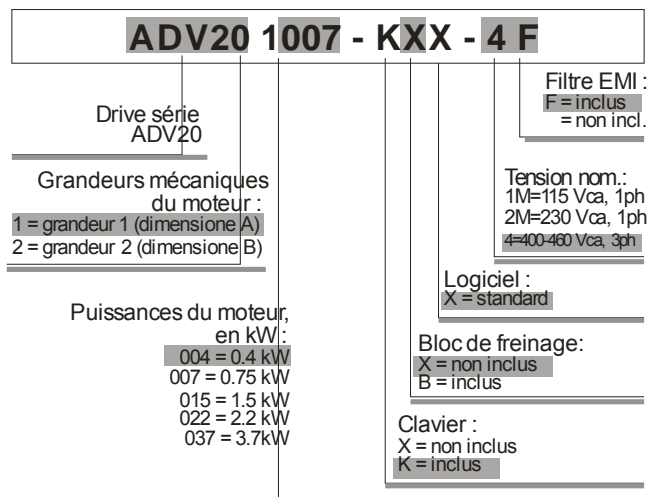 ADV20 1007 - KXX - 4 F
Filtre EMI :
F = inclus
= non incl.
Drive série
ADV20
Grandeurs mécaniques
du moteur :
1 = grandeur 1 (dimensione A)
2 = grandeur 2 (dimensione B)
Tension nom.:
1M=115 Vca, 1ph
2M=230 Vca, 1ph
4=400-460 Vca, 3ph
Logiciel :
X = standard
Puissances du moteur,
en kW :
004 = 0.4 kW
007 = 0.75 kW
015 = 1.5 kW
022 = 2.2 kW
037 = 3.7kW
Bloc de freinage:
X = non inclus
B = inclus
Clavier :
X = non inclus
K = inclus